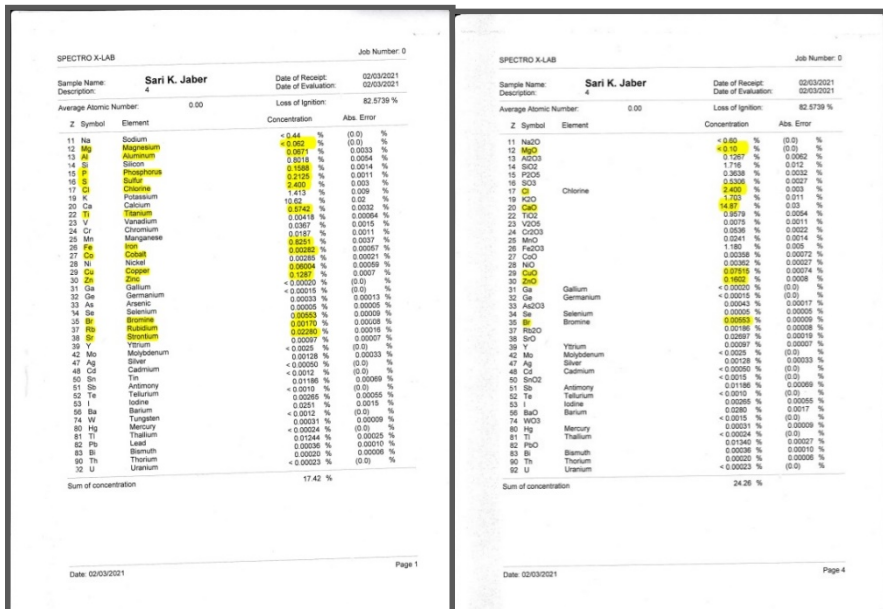 SPECTRO X-LAB Job Number: 0
Sample Name: Sari K. Jaber Date of Receipt: 02/03/2021
Description: 4 Date of Evaluation: 02/03/2021
Average Atomic Number: 0.00 Loss of Ignition: 82.5739 %
Z Symbol Element Concentration Abs. Error
11 Na Sodium < 0.44 % (0.0) %
12 Mg Magnesium < 0.062 % (0.0) %
13 Al Aluminum 0.0671 % 0.0033 %
14 Si Silicon 0.8018 % 0.0054 %
15 P Phosphorus 0.1588 % 0.0014 %
16 S Sulfur 0.2125 % 0.0011 %
17 Cl Chlorine 2.400 % 0.003 %
19 K Potassium 1.413 % 0.009 %
20 Ca Calcium 10.62 % 0.02 %
22 Ti Titanium 0.5742 % 0.0032 %
23 V Vanadium 0.00418 % 0.00064 %
24 Cr Chromium 0.0367 % 0.0015 %
25 Mn Manganese 0.0187 % 0.0011 %
26 Fe Iron 0.8251 % 0.0037 %
27 Co Cobalt 0.00282 % 0.00057 %
28 Ni Nickel 0.00285 % 0.00021 %
29 Cu Copper 0.06004 % 0.00059 %
30 Zn Zinc 0.1287 % 0.0007 %
31 Ga Gallium < 0.00020 % (0.0) %
32 Ge Germanium < 0.00015 % (0.0) %
33 As Arsenic 0.00033 % 0.00013 %
34 Se Selenium 0.00005 % 0.00005 %
35 Br Bromine 0.00553 % 0.00009 %
37 Rb Rubidium 0.00170 % 0.00008 %
38 Sr Strontium 0.02280 % 0.00016 %
39 Y Yttrium 0.00097 % 0.00007 %
42 Mo Molybdenum < 0.0025 % (0.0) %
47 Ag Silver 0.00128 % 0.00033 %
48 Cd Cadmium < 0.00050 % (0.0) %
50 Sn Tin < 0.0012 % (0.0) %
51 Sb Antimony 0.01186 % 0.00069 %
52 Te Tellurium < 0.0010 % (0.0) %
53 I Iodine 0.00265 % 0.00055 %
56 Ba Barium 0.0251 % 0.0015 %
74 W Tungsten < 0.0012 % (0.0) %
80 Hg Mercury 0.00031 % 0.00009 %
81 Tl Thallium < 0.00024 % (0.0) %
82 Pb Lead 0.01244 % 0.00025 %
83 Bi Bismuth 0.00036 % 0.00010 %
90 Th Thorium 0.00020 % 0.00006 %
92 U Uranium < 0.00023 % (0.0) %
Sum of concentration 17.42 %
Date: 02/03/2021 Page 1
SPECTRO X-LAB Job Number: 0
Sample Name: Sari K. Jaber Date of Receipt: 02/03/2021
Description: 4 Date of Evaluation: 02/03/2021
Average Atomic Number: 0.00 Loss of Ignition: 82.5739 %
Z Symbol Element Concentration Abs. Error
11 Na2O < 0.60 % (0.0) %
12 MgO < 0.10 % (0.0) %
13 Al2O3 0.1267 % 0.0062 %
14 SiO2 1.716 % 0.012 %
15 P2O5 0.3638 % 0.0032 %
16 SO3 0.5306 % 0.0027 %
17 Cl Chlorine 2.400 % 0.003 %
19 K2O 1.703 % 0.011 %
20 CaO 14.87 % 0.03 %
22 TiO2 0.9579 % 0.0054 %
23 V2O5 0.0075 % 0.0011 %
24 Cr2O3 0.0536 % 0.0022 %
25 MnO 0.0241 % 0.0014 %
26 Fe2O3 1.180 % 0.005 %
27 CoO 0.00358 % 0.00072 %
28 NiO 0.00362 % 0.00027 %
29 CuO 0.07515 % 0.00074 %
30 ZnO 0.1602 % 0.0008 %
31 Ga Gallium < 0.00020 % (0.0) %
32 Ge Germanium < 0.00015 % (0.0) %
33 As2O3 0.00043 % 0.00017 %
34 Se Selenium 0.00005 % 0.00005 %
35 Br Bromine 0.00553 % 0.00009 %
37 Rb2O 0.00186 % 0.00008 %
38 SrO 0.02697 % 0.00019 %
39 Y Yttrium 0.00097 % 0.00007 %
42 Mo Molybdenum < 0.0025 % (0.0) %
47 Ag Silver 0.00128 % 0.00033 %
48 Cd Cadmium < 0.00050 % (0.0) %
50 SnO2 < 0.0015 % (0.0) %
51 Sb Antimony 0.01186 % 0.00069 %
52 Te Tellurium < 0.0010 % (0.0) %
53 I Iodine 0.00265 % 0.00055 %
56 BaO Barium 0.0280 % 0.0017 %
74 WO3 < 0.0015 % (0.0) %
80 Hg Mercury 0.00031 % 0.00009 %
81 Tl Thallium < 0.00024 % (0.0) %
82 PbO 0.01340 % 0.00027 %
83 Bi Bismuth 0.00036 % 0.00010 %
90 Th Thorium 0.00020 % 0.00006 %
92 U Uranium < 0.00023 % (0.0) %
Sum of concentration 24.26 %
Date: 02/03/2021 Page 4